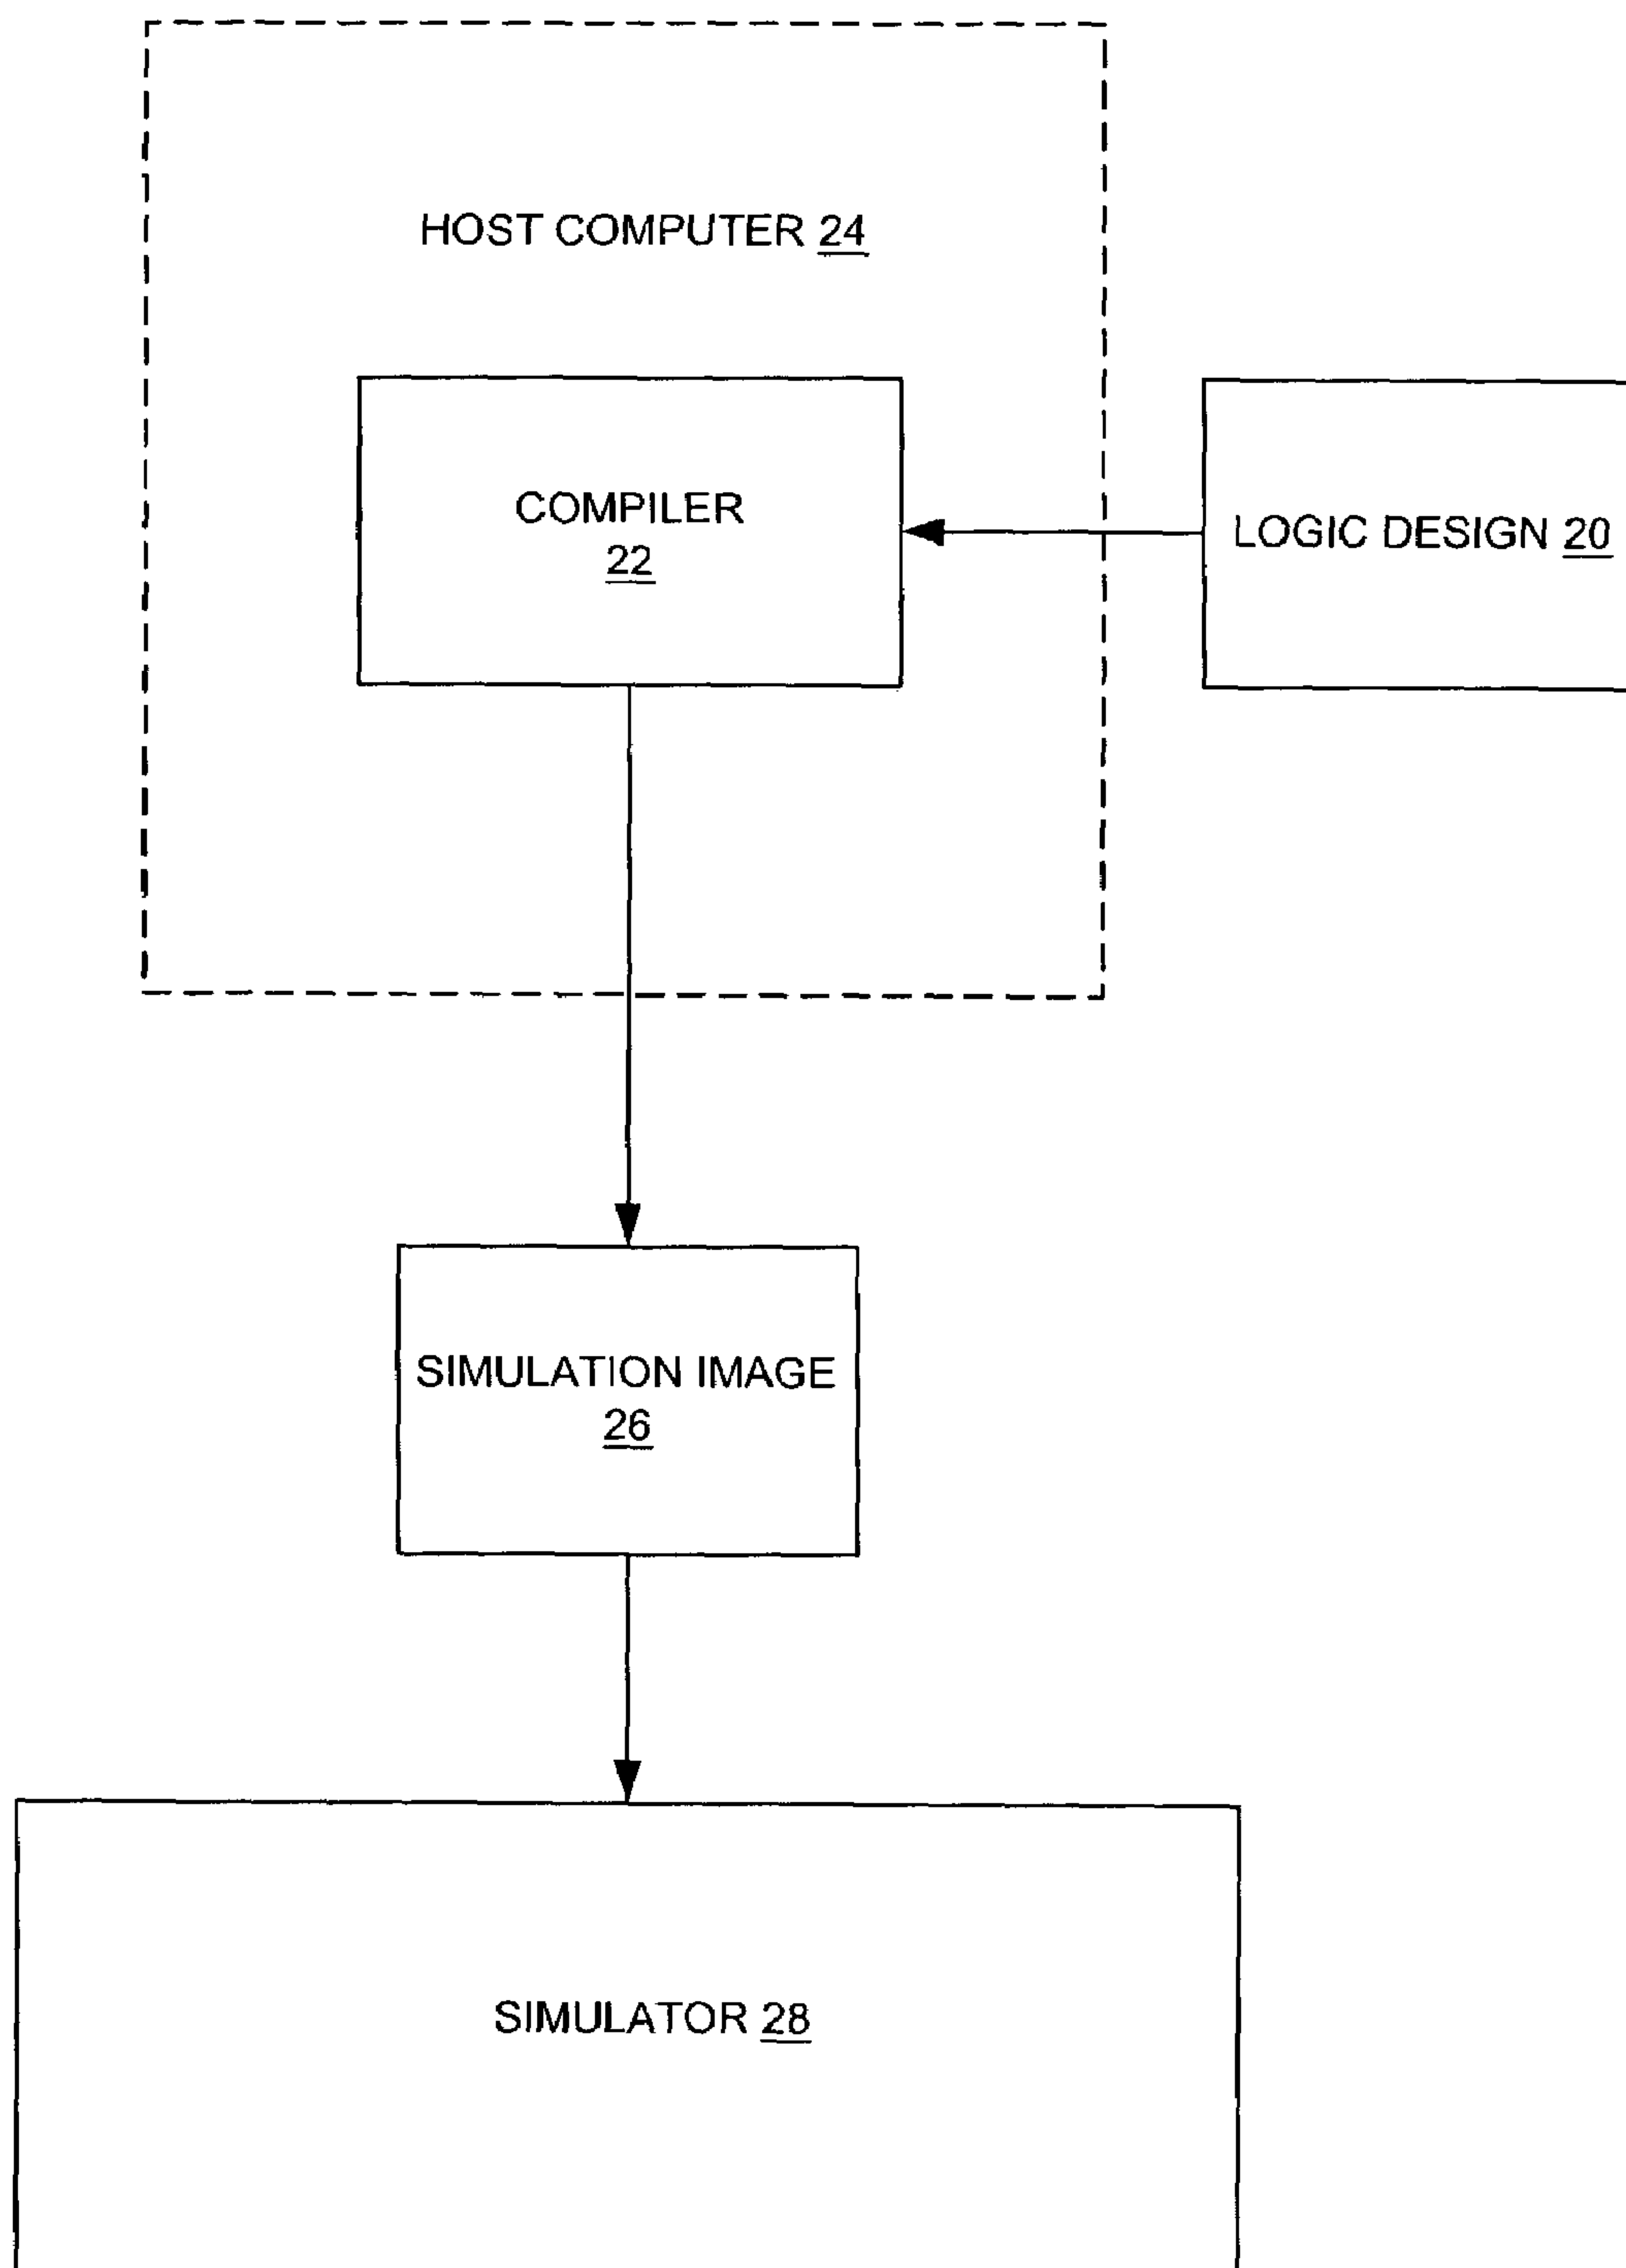 HOST COMPUTER 24
COMPILER
22
LOGIC DESIGN 20
SIMULATION IMAGE
26
SIMULATOR 28